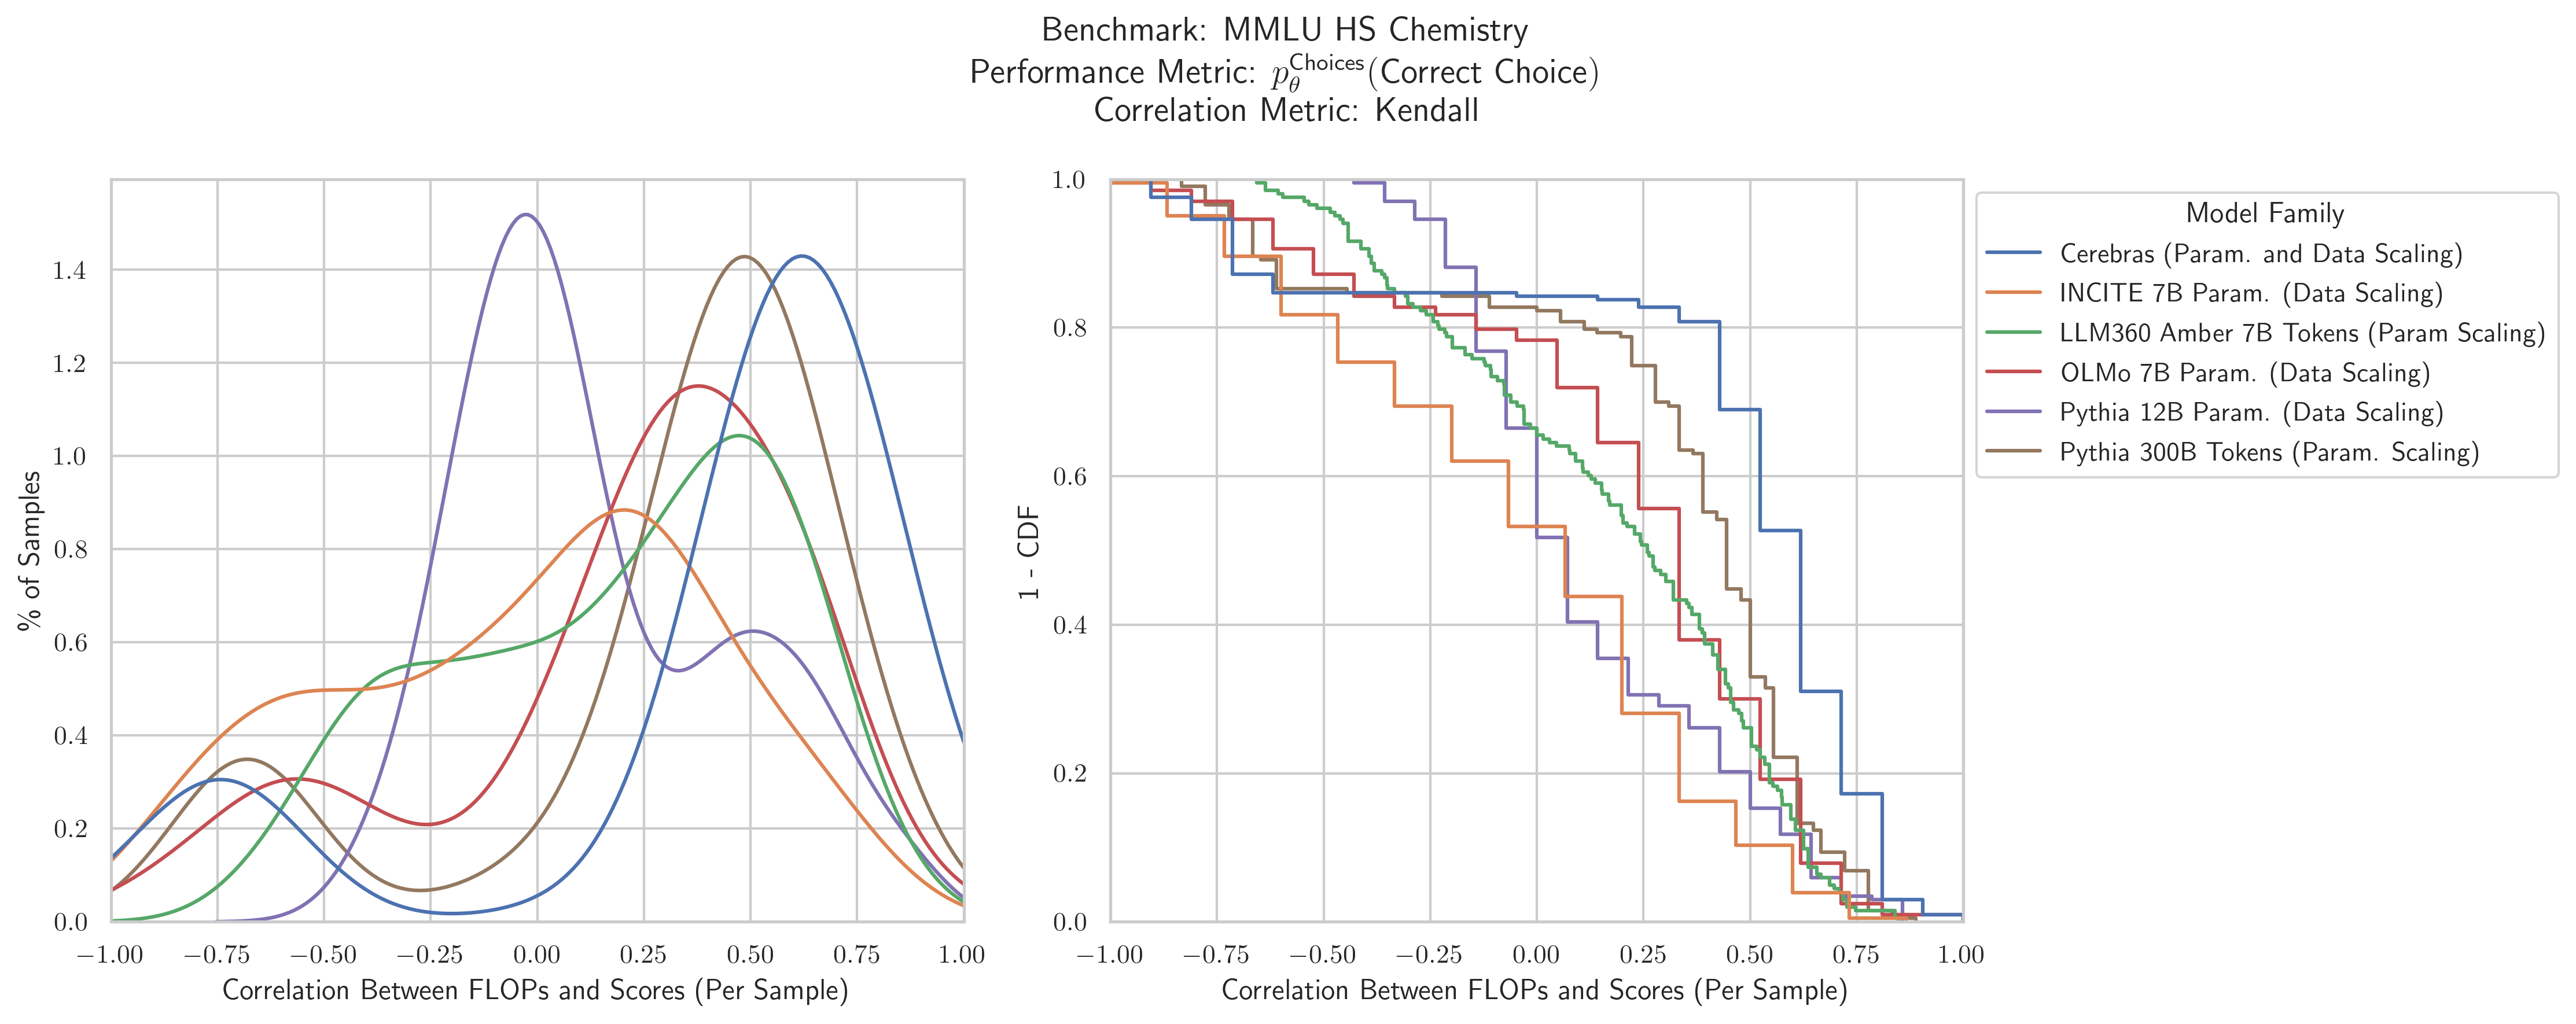 Benchmark: MMLU HS Chemistry
Performance Metric: $p_\theta^{\text{Choices}}$(Correct Choice)
Correlation Metric: Kendall
% of Samples
1.4
1.2
1.0
0.8
0.6
0.4
0.2
0.0
−1.00 −0.75 −0.50 −0.25 0.00 0.25 0.50 0.75 1.00
Correlation Between FLOPs and Scores (Per Sample)
1 - CDF
1.0
0.8
0.6
0.4
0.2
0.0
−1.00 −0.75 −0.50 −0.25 0.00 0.25 0.50 0.75 1.00
Correlation Between FLOPs and Scores (Per Sample)
Model Family
Cerebras (Param. and Data Scaling)
INCITE 7B Param. (Data Scaling)
LLM360 Amber 7B Tokens (Param Scaling)
OLMo 7B Param. (Data Scaling)
Pythia 12B Param. (Data Scaling)
Pythia 300B Tokens (Param. Scaling)